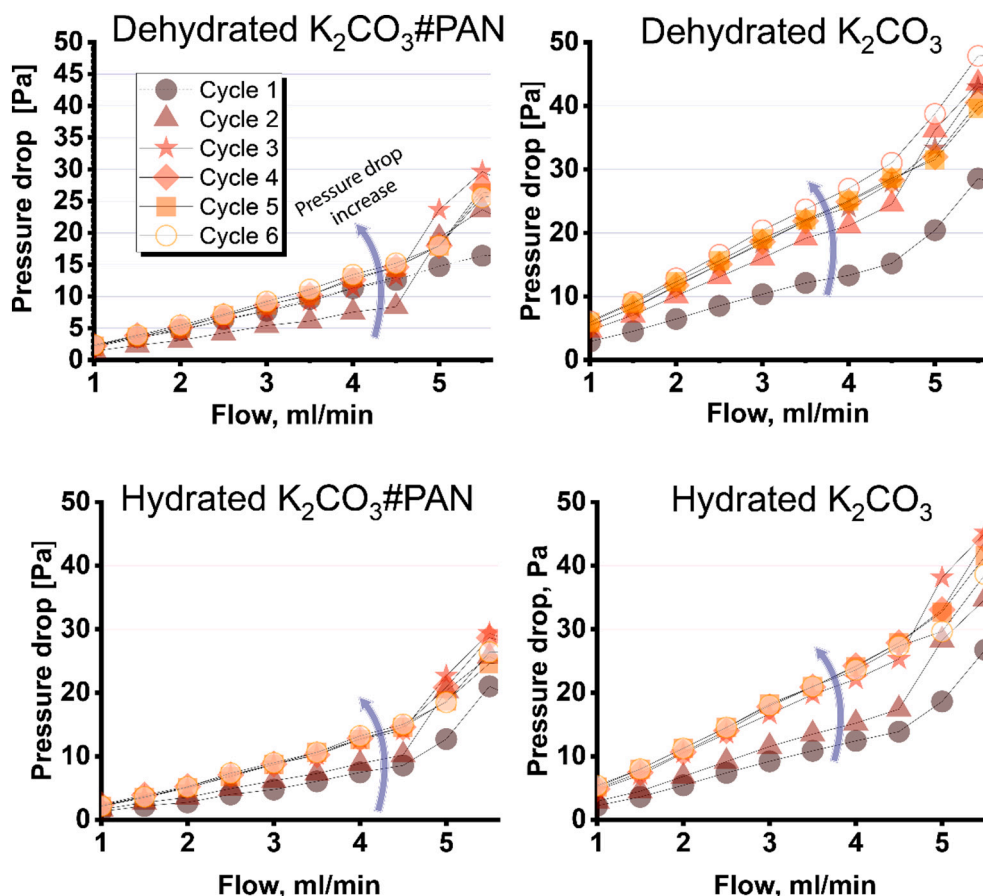 Dehydrated K₂CO₃#PAN
Pressure drop [Pa]
50
45
40
35
30
25
20
15
10
5
0
Cycle 1
Cycle 2
Cycle 3
Cycle 4
Cycle 5
Cycle 6
Pressure drop
increase
1 2 3 4 5
Flow, ml/min
Dehydrated K₂CO₃
Pressure drop [Pa]
50
40
30
20
10
0
1 2 3 4 5
Flow, ml/min
Hydrated K₂CO₃#PAN
Pressure drop [Pa]
50
40
30
20
10
0
1 2 3 4 5
Flow, ml/min
Hydrated K₂CO₃
Pressure drop, Pa
50
40
30
20
10
0
1 2 3 4 5
Flow, ml/min